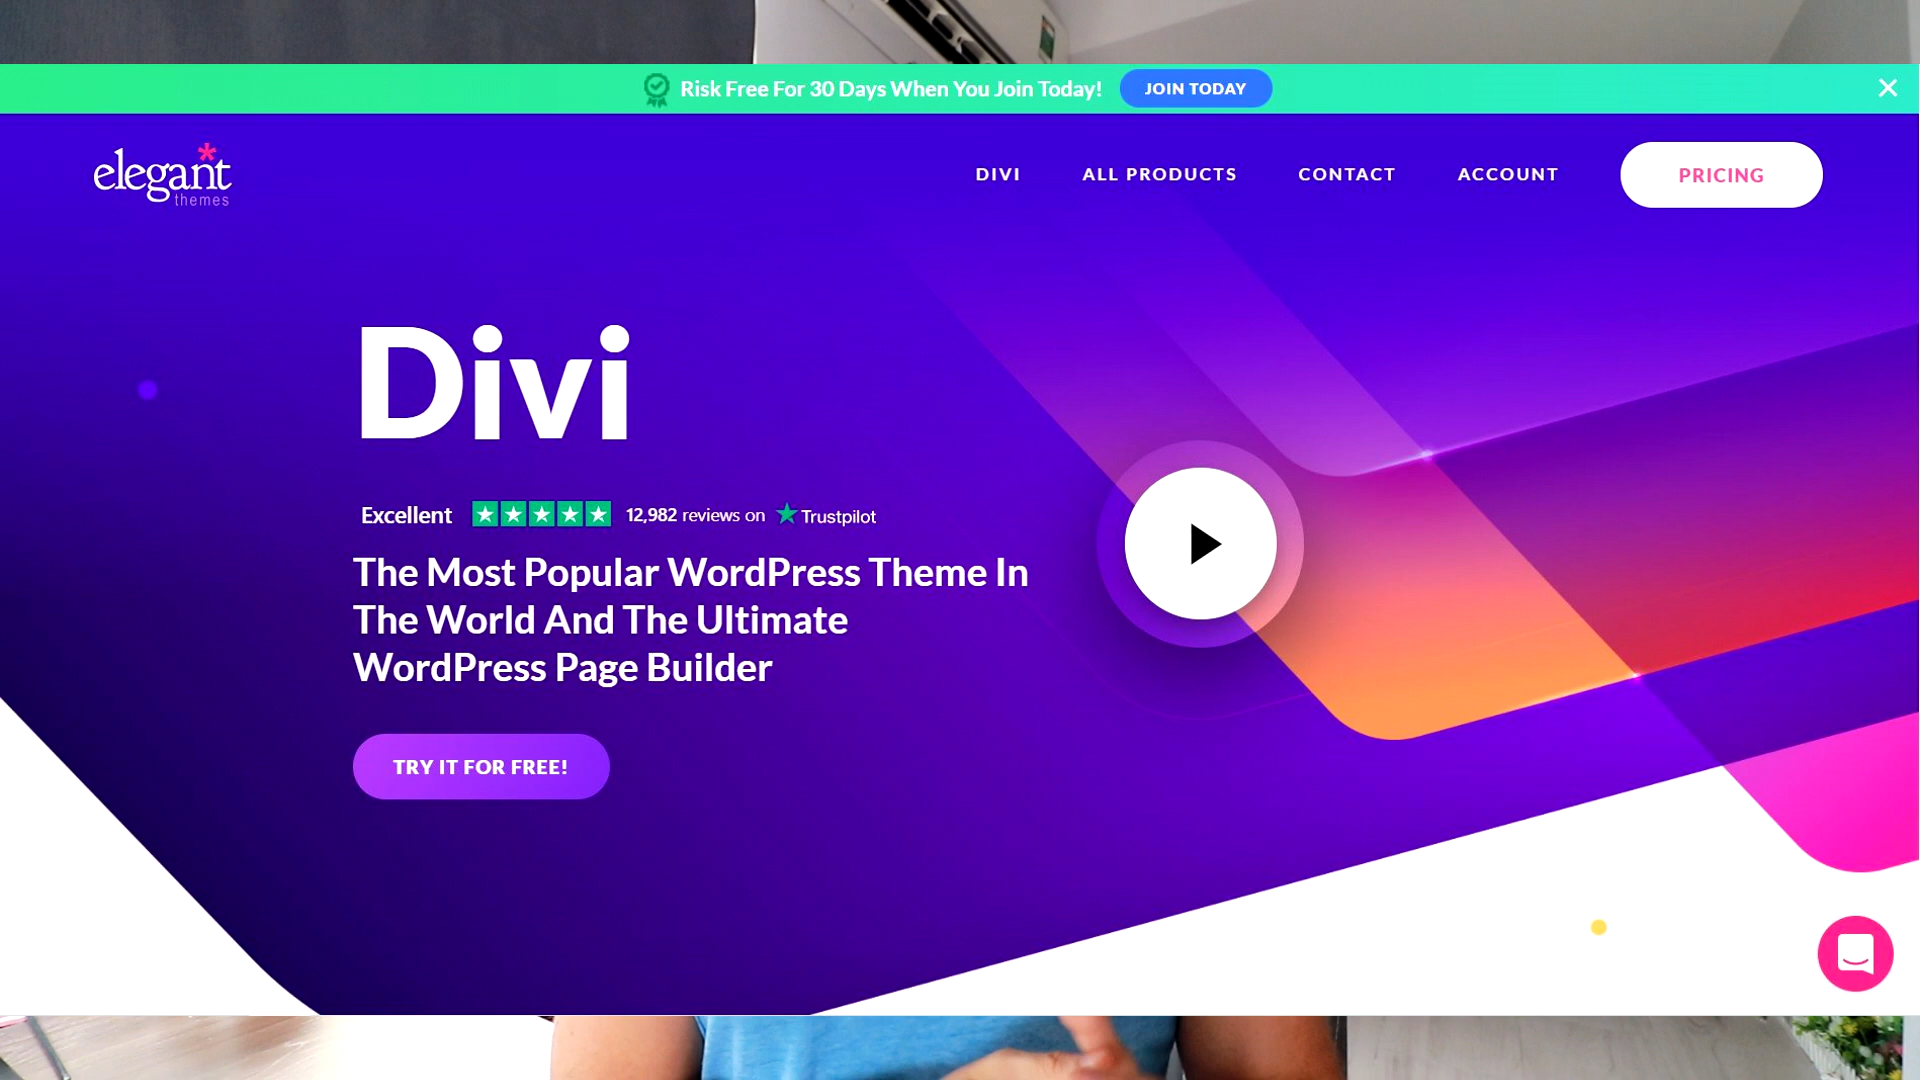 Risk Free For 30 Days When You Join Today!
JOIN TODAY
elegant
themes
DIVI
ALL PRODUCTS
CONTACT
ACCOUNT
PRICING
Divi
Excellent
12,982 reviews on
Trustpilot
The Most Popular WordPress Theme In
The World And The Ultimate
WordPress Page Builder
TRY IT FOR FREE!